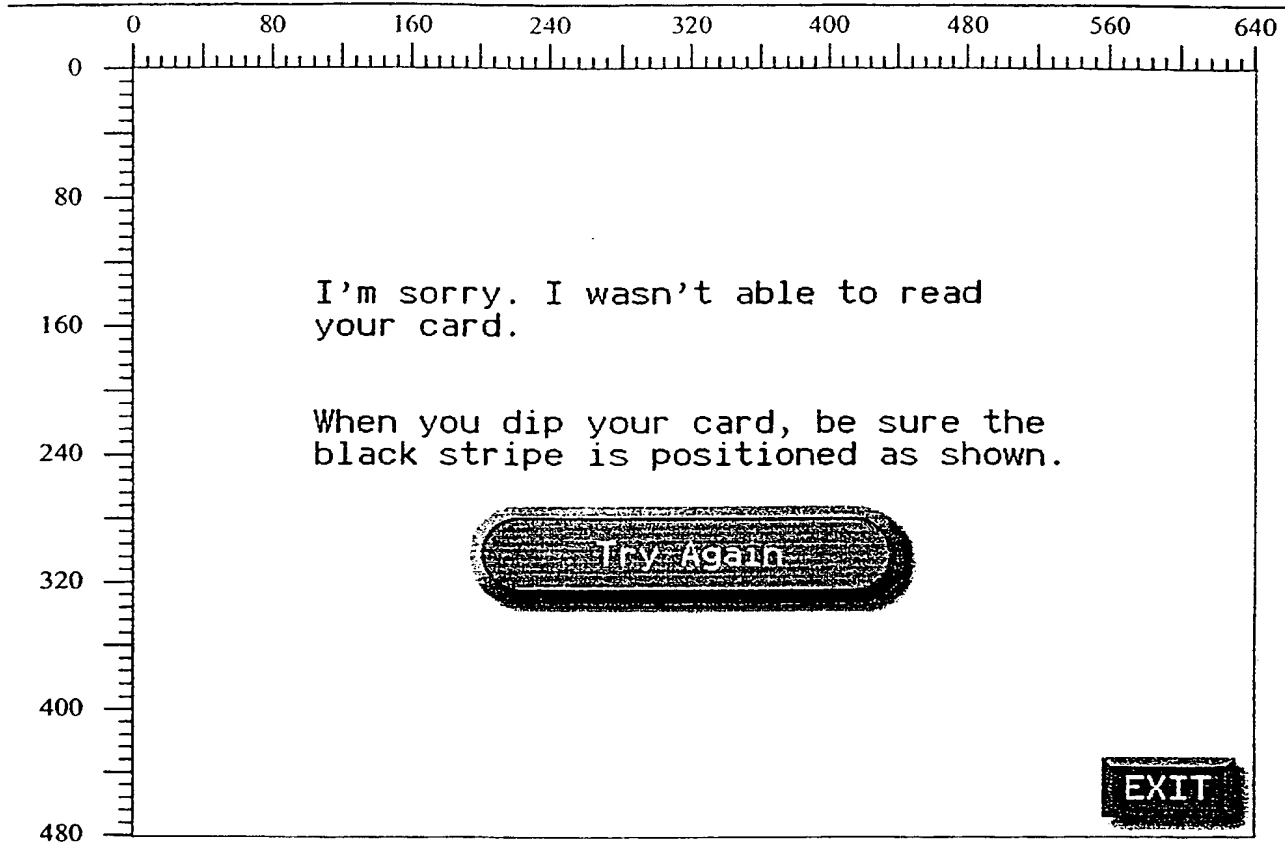 0 80 160 240 320 400 480 560 640
0
80
I'm sorry. I wasn't able to read
160
your card.
When you dip your card, be sure the
240
black stripe is positioned as shown.
Try Again
320
400
EXIT
480